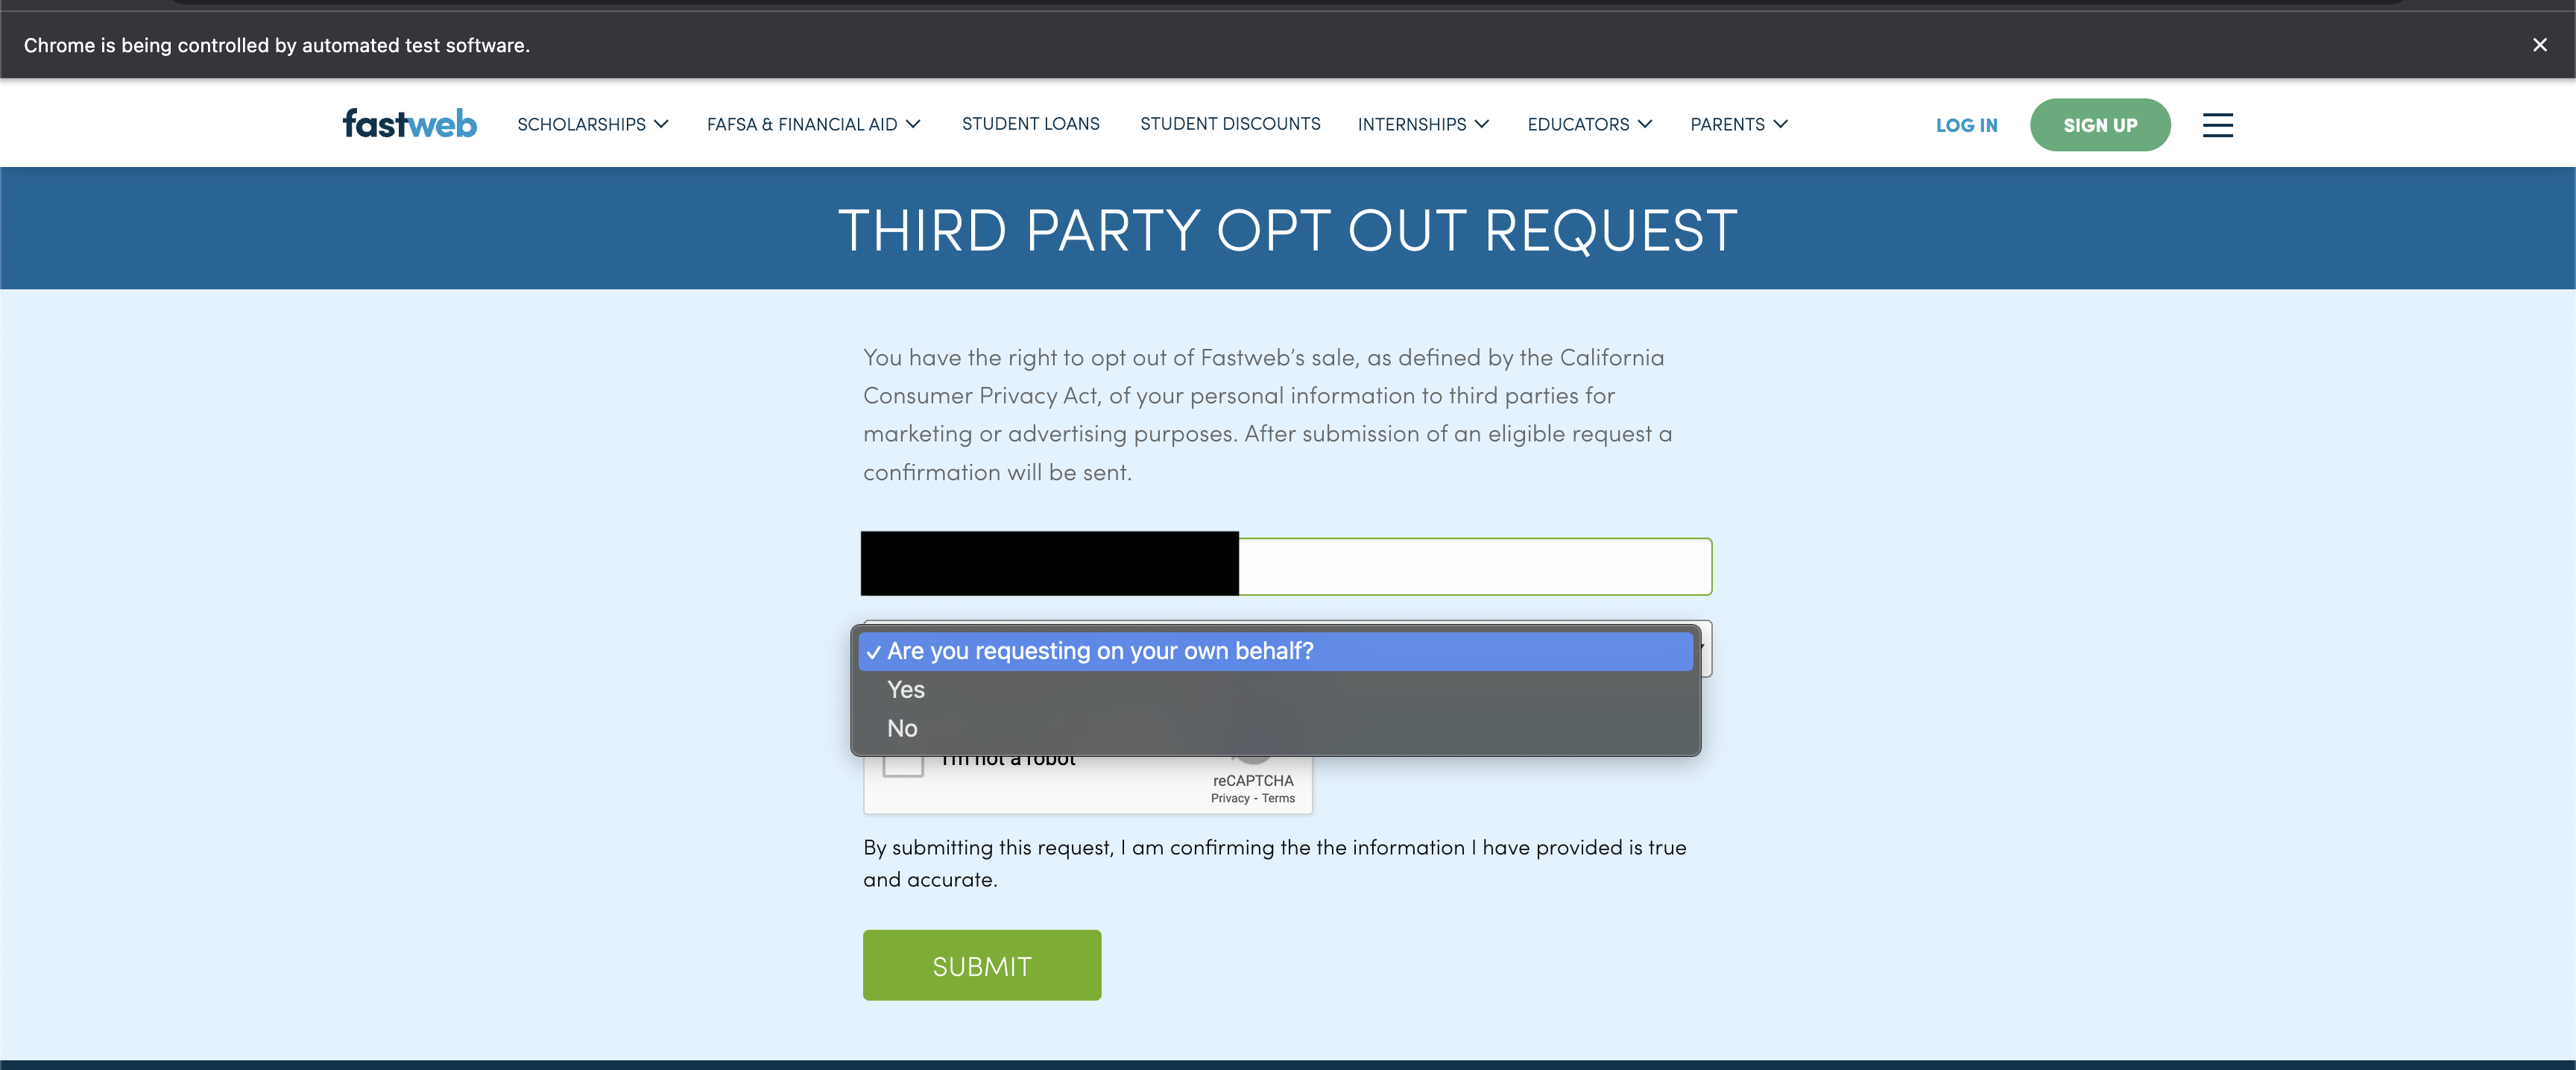 Chrome is being controlled by automated test software.
fastweb SCHOLARSHIPS FAFSA & FINANCIAL AID STUDENT LOANS STUDENT DISCOUNTS INTERNSHIPS EDUCATORS PARENTS LOG IN SIGN UP
THIRD PARTY OPT OUT REQUEST
You have the right to opt out of Fastweb's sale, as defined by the California
Consumer Privacy Act, of your personal information to third parties for
marketing or advertising purposes. After submission of an eligible request a
confirmation will be sent.
✓ Are you requesting on your own behalf?
Yes
No
I'm not a robot
reCAPTCHA
Privacy - Terms
By submitting this request, I am confirming the the information I have provided is true
and accurate.
SUBMIT